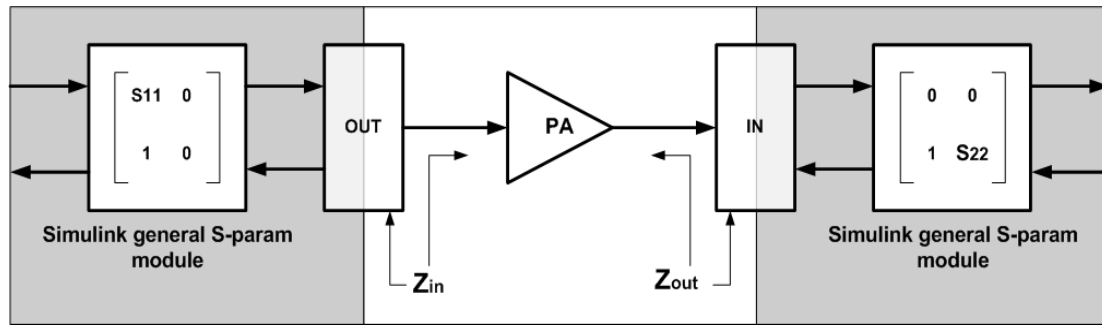 S11 0
1 0
OUT
PA
IN
0 0
1 S22
Simulink general S-param
module
Zin
Zout
Simulink general S-param
module